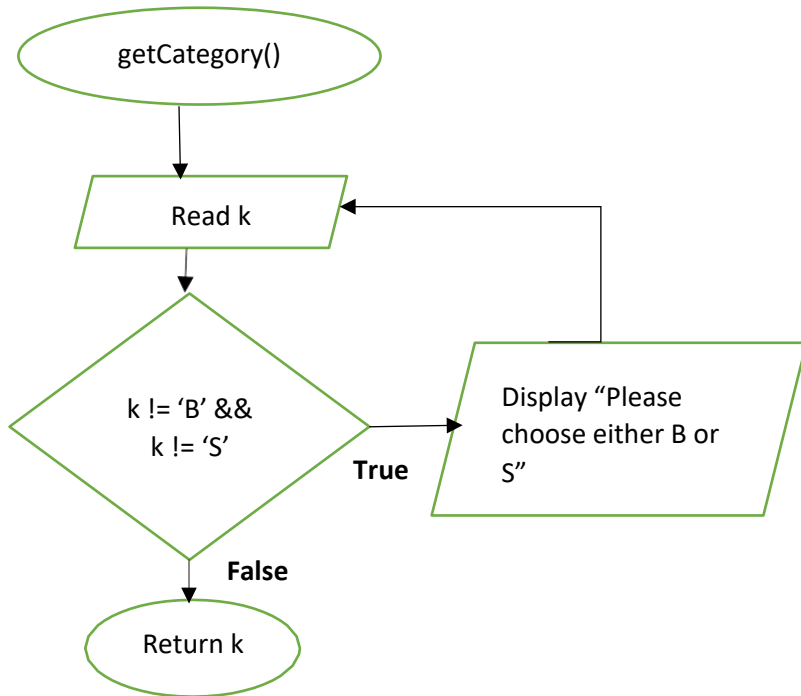 getCategory()
Read k
k != ‘B’ &&
k != ‘S’
True
Display “Please
choose either B or
S”
False
Return k